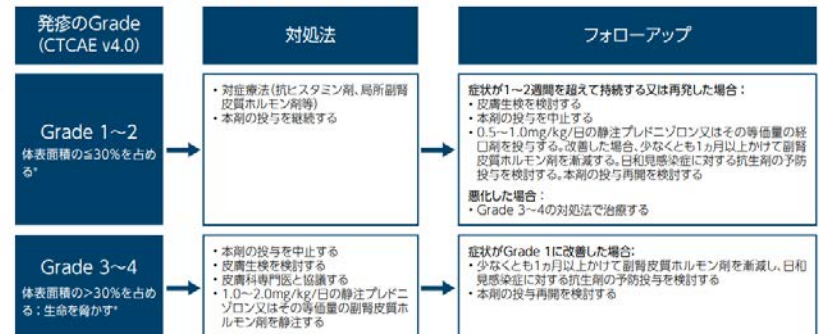 発疹のGrade
(CTCAE v4.0)
対処法
フォローアップ
Grade 1～2
体表面積の≦30%を占め
る*
・対症療法(抗ヒスタミン剤、局所副腎
皮質ホルモン剤等)
・本剤の投与を継続する
症状が1～2週間を超えて持続する又は再発した場合：
・皮膚生検を検討する
・本剤の投与を中止する
・0.5～1.0mg/kg/日の静注プレドニゾロン又はその等価量の経
口剤を投与する。改善した場合、少なくとも1ヵ月以上かけて副腎
皮質ホルモン剤を漸減する。日和見感染症に対する抗生剤の予防
投与を検討する。本剤の投与再開を検討する
悪化した場合：
・Grade 3～4の対処法で治療する
Grade 3～4
体表面積の>30%を占め
る；生命を脅かす*
・本剤の投与を中止する
・皮膚生検を検討する
・皮膚科専門医と協議する
・1.0～2.0mg/kg/日の静注プレドニ
ゾロン又はその等価量の副腎皮質ホ
ルモン剤を静注する
症状がGrade 1に改善した場合：
・少なくとも1ヵ月以上かけて副腎皮質ホルモン剤を漸減し、日和
見感染症に対する抗生剤の予防投与を検討する
・本剤の投与再開を検討する